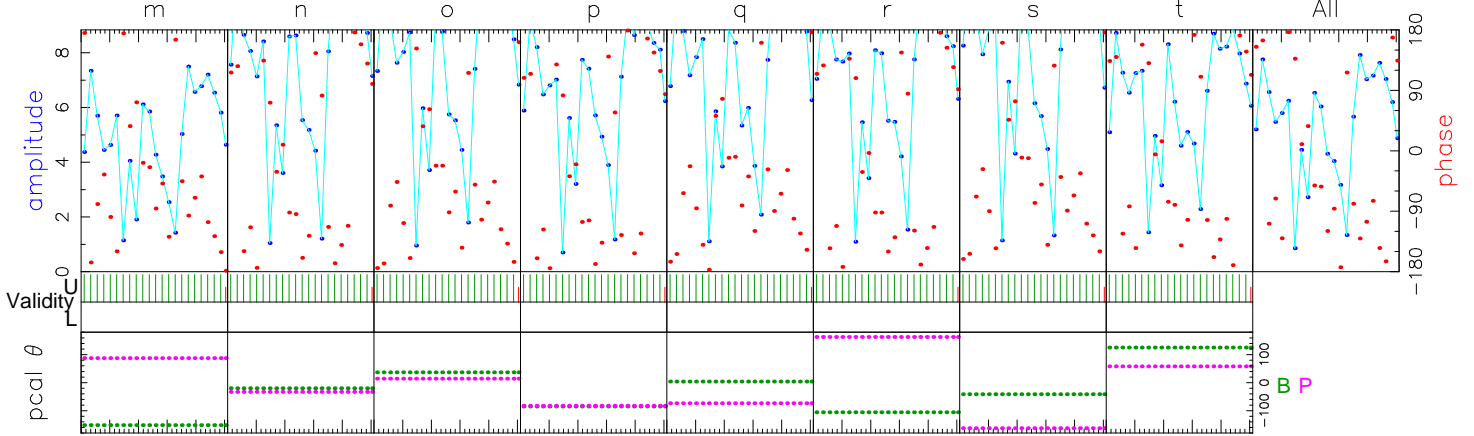 m n o p q r s t All
8 180
6 90
amplitude 4 0 phase
2 -90
0 -180
U
Validity
L
pcal θ 100 0 -100 B P